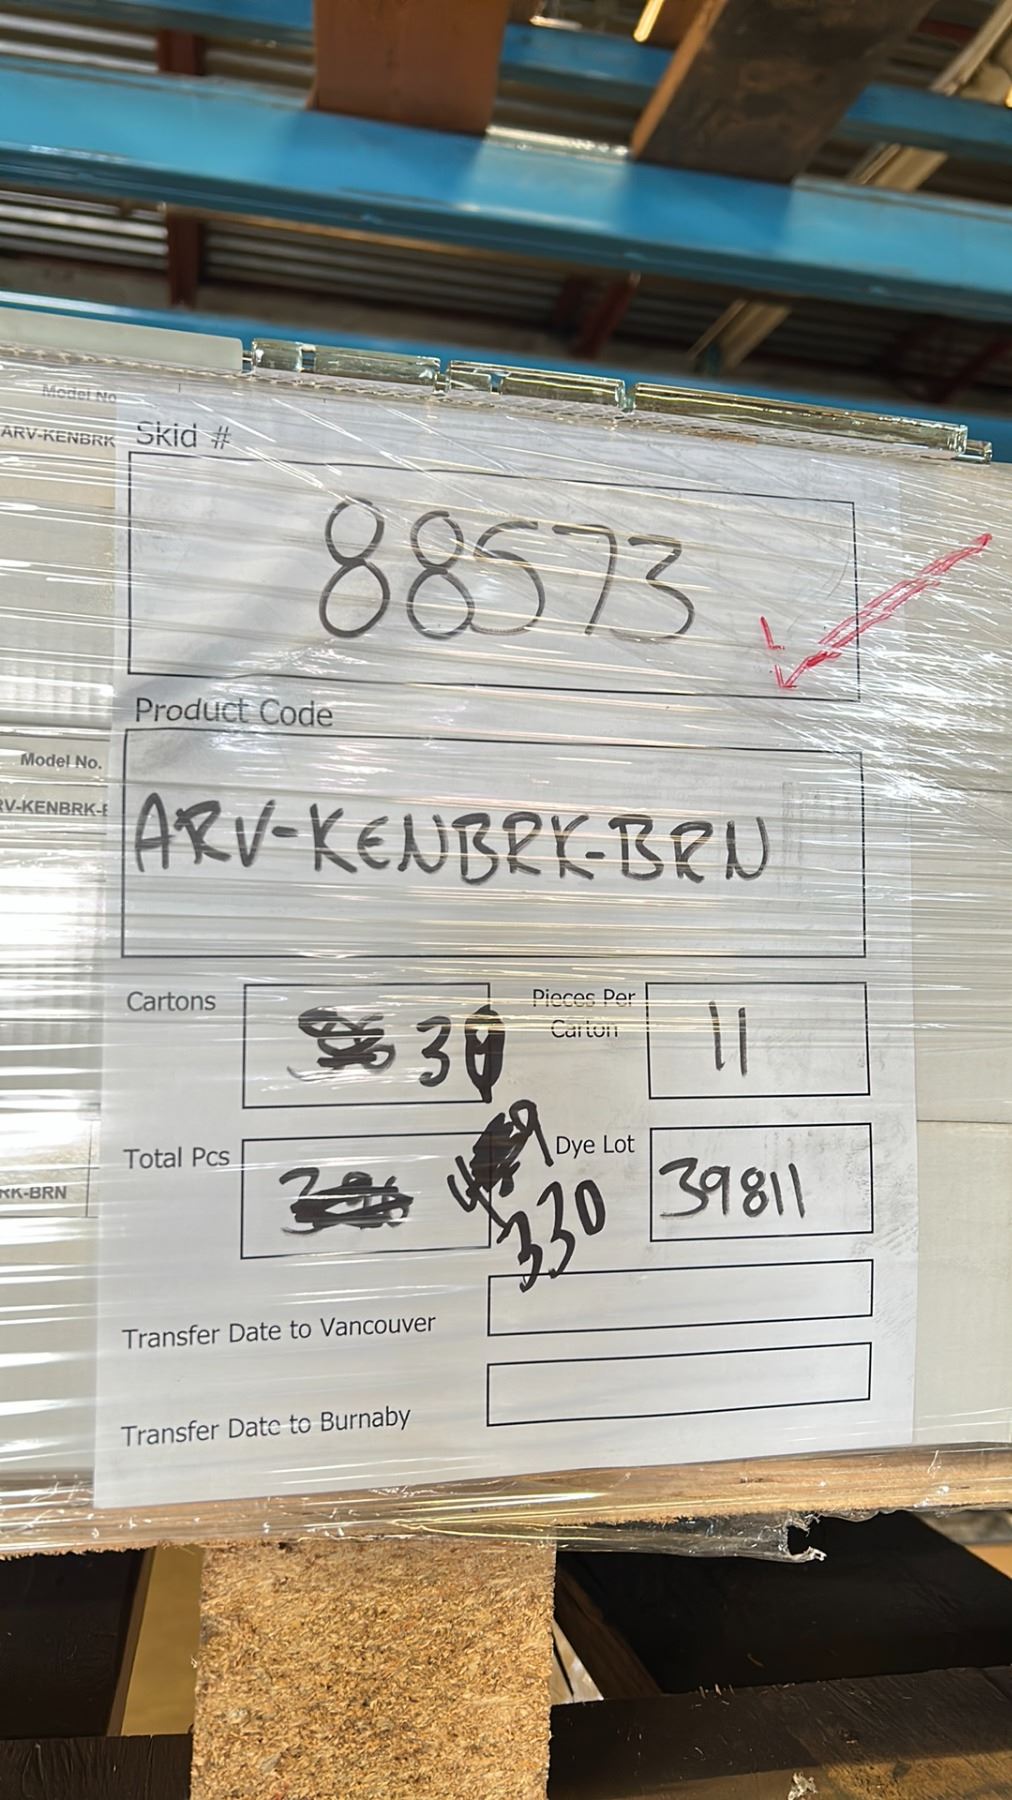 Model No
ARV-KENBRK
Skid #
88573
Product Code
Model No.
RV-KENBRK-
ARV-KENBRK-BRN
Cartons
30
Pieces Per
Carton
11
Total Pcs
330
Dye Lot
39811
RK-BRN
Transfer Date to Vancouver
Transfer Date to Burnaby